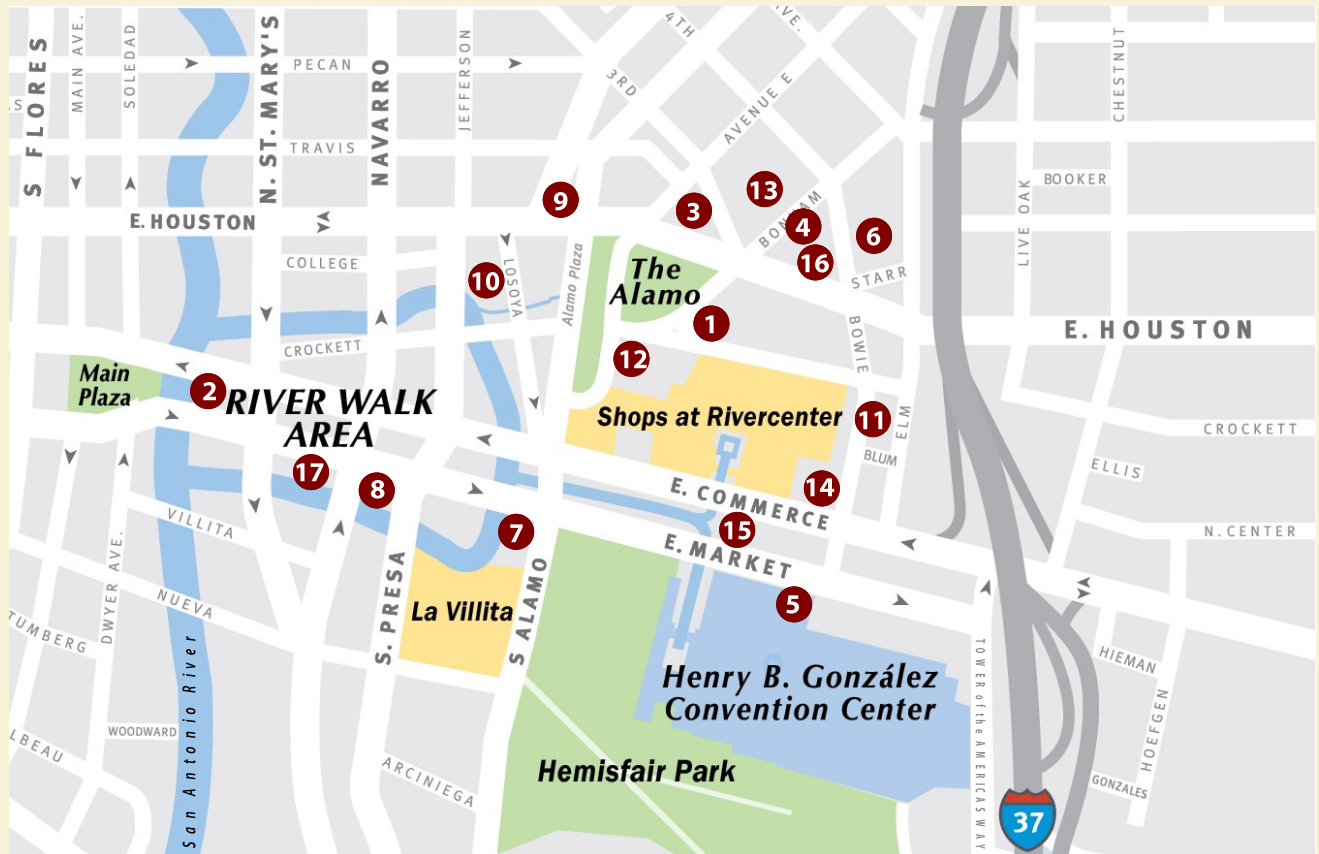 S FLORES
MAIN AVE.
SOLEDAD
N. ST. MARY'S
PECAN
NAVARRO
JEFFERSON
4TH
VE.
3RD
AVENUE E
CHESTNUT
S
TRAVIS
BOOKER
LIVE OAK
E. HOUSTON
9
3
13
BONHAM
4
6
16
STARR
COLLEGE
10
LOSOYA
Alamo Plaza
The
Alamo
1
BOWIE
E. HOUSTON
CROCKETT
12
Main
Plaza
2
RIVER WALK
AREA
Shops at Rivercenter
11
ELM
BLUM
CROCKETT
ELLIS
17
8
14
E. COMMERCE
15
7
E. MARKET
N. CENTER
VILLITA
DWYER AVE.
NUEVA
TUMBERG
S. PRESA
La Villita
S ALAMO
5
Henry B. González
Convention Center
TOWER of the AMERICAS WAY
HIEMAN
HOEFGEN
San Antonio River
WOODWARD
LBEAU
ARCINIEGA
Hemisfair Park
GONZALES
37